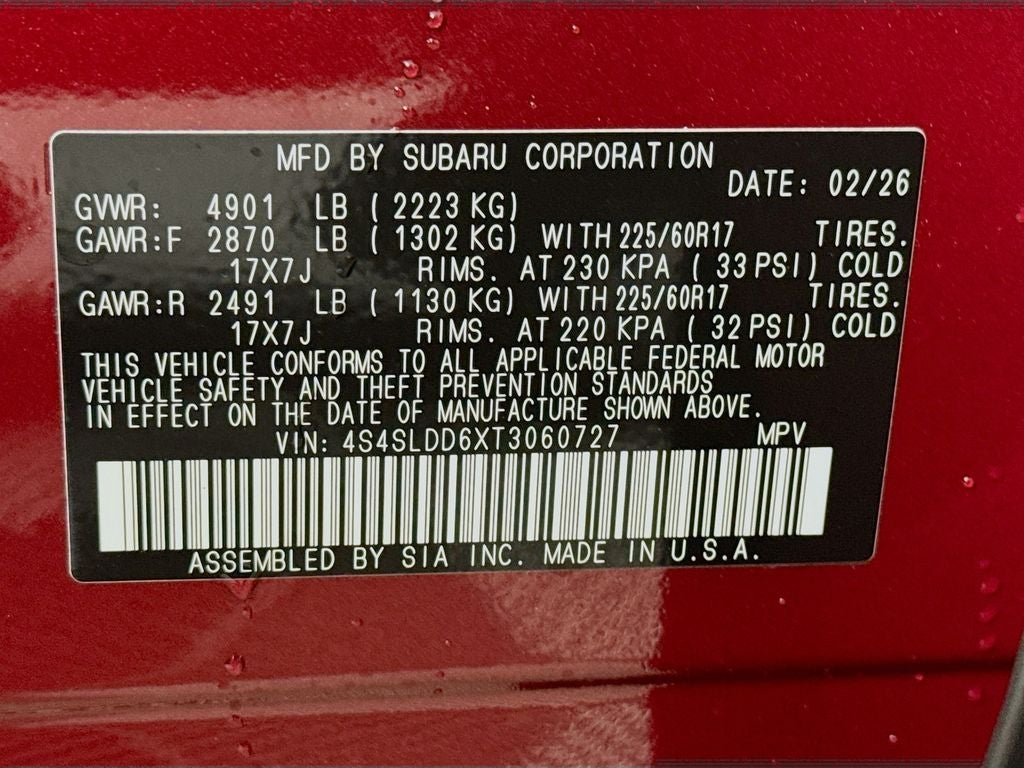 MFD BY SUBARU CORPORATION
DATE: 02/26
GVWR: 4901 LB ( 2223 KG)
GAWR:F 2870 LB ( 1302 KG) WITH 225/60R17 TIRES.
17X7J RIMS. AT 230 KPA ( 33 PSI) COLD
GAWR:R 2491 LB ( 1130 KG) WITH 225/60R17 TIRES.
17X7J RIMS. AT 220 KPA ( 32 PSI) COLD
THIS VEHICLE CONFORMS TO ALL APPLICABLE FEDERAL MOTOR
VEHICLE SAFETY AND THEFT PREVENTION STANDARDS
IN EFFECT ON THE DATE OF MANUFACTURE SHOWN ABOVE.
VIN: 4S4SLDD6XT3060727 MPV
ASSEMBLED BY SIA INC. MADE IN U.S.A.